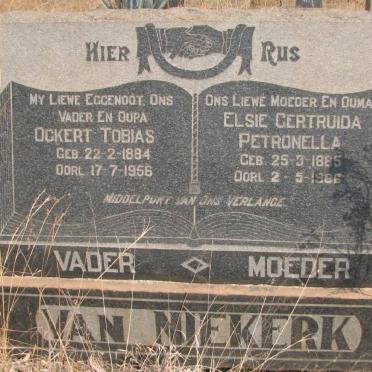 HIER RUS
MY LIEWE EGGENOOT, ONS
VADER EN OUPA
OCKERT TOBIAS
GEB. 22-2-1884
OORL. 17-7-1956
ONS LIEWE MOEDER EN OUMA
ELSIE GERTRUIDA
PETRONELLA
GEB. 25-3-1885
OORL. 2-5-1966
MIDDELPUNT VAN ONS VERLANGE.
VADER MOEDER
VAN NIEKERK